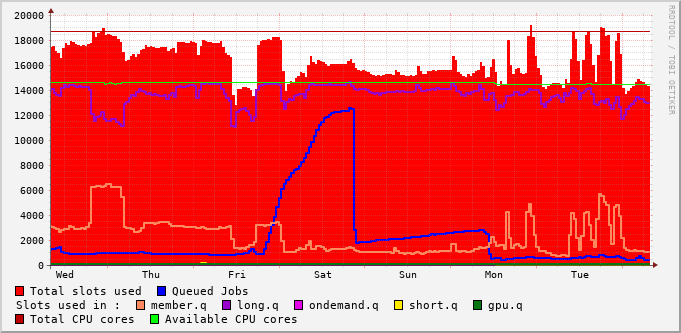 20000
18000
16000
14000
12000
10000
8000
6000
4000
2000
0
Wed Thu Fri Sat Sun Mon Tue
Total slots used Queued Jobs
Slots used in : member.q long.q ondemand.q short.q gpu.q
Total CPU cores Available CPU cores
RRDTOOL / TOBI OETIKER